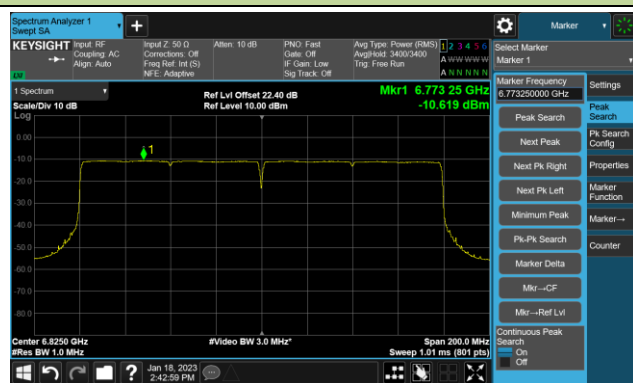 Spectrum Analyzer 1
Swept SA
+
Marker
KEYSIGHT
Input: RF
Coupling: AC
Align: Auto
Input Z: 50 Ω
Corrections: Off
Freq Ref: Int (S)
NFE: Adaptive
Atten: 10 dB
PNO: Fast
Gate: Off
IF Gain: Low
Sig Track: Off
Avg Type: Power (RMS)
Avg|Hold: 3400/3400
Trig: Free Run
1 2 3 4 5 6
A W W W W W
A N N N N N
Select Marker
Marker 1
LXI
1 Spectrum
Scale/Div 10 dB
Log
Ref Lvl Offset 22.40 dB
Ref Level 10.00 dBm
Mkr1 6.773 25 GHz
-10.619 dBm
1
0.00
-10.0
-20.0
-30.0
-40.0
-50.0
-60.0
-70.0
-80.0
Center 6.8250 GHz
#Res BW 1.0 MHz
#Video BW 3.0 MHz*
Span 200.0 MHz
Sweep 1.01 ms (801 pts)
Marker Frequency
6.773250000 GHz
Peak Search
Next Peak
Next Pk Right
Next Pk Left
Minimum Peak
Pk-Pk Search
Marker Delta
Mkr→CF
Mkr→Ref Lvl
Continuous Peak
Search
On
Off
Settings
Peak
Search
Pk Search
Config
Properties
Marker
Function
Marker→
Counter
?
Jan 18, 2023
2:42:59 PM